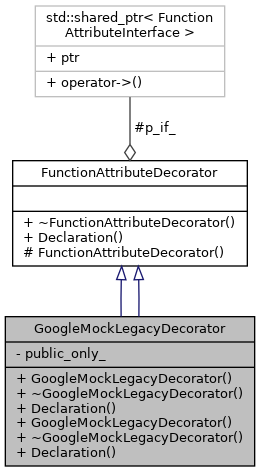 std::shared_ptr< Function
AttributeInterface >
+ ptr
+ operator->()
#p_if_
FunctionAttributeDecorator
+ ~FunctionAttributeDecorator()
+ Declaration()
# FunctionAttributeDecorator()
GoogleMockLegacyDecorator
- public_only_
+ GoogleMockLegacyDecorator()
+ ~GoogleMockLegacyDecorator()
+ Declaration()
+ GoogleMockLegacyDecorator()
+ ~GoogleMockLegacyDecorator()
+ Declaration()